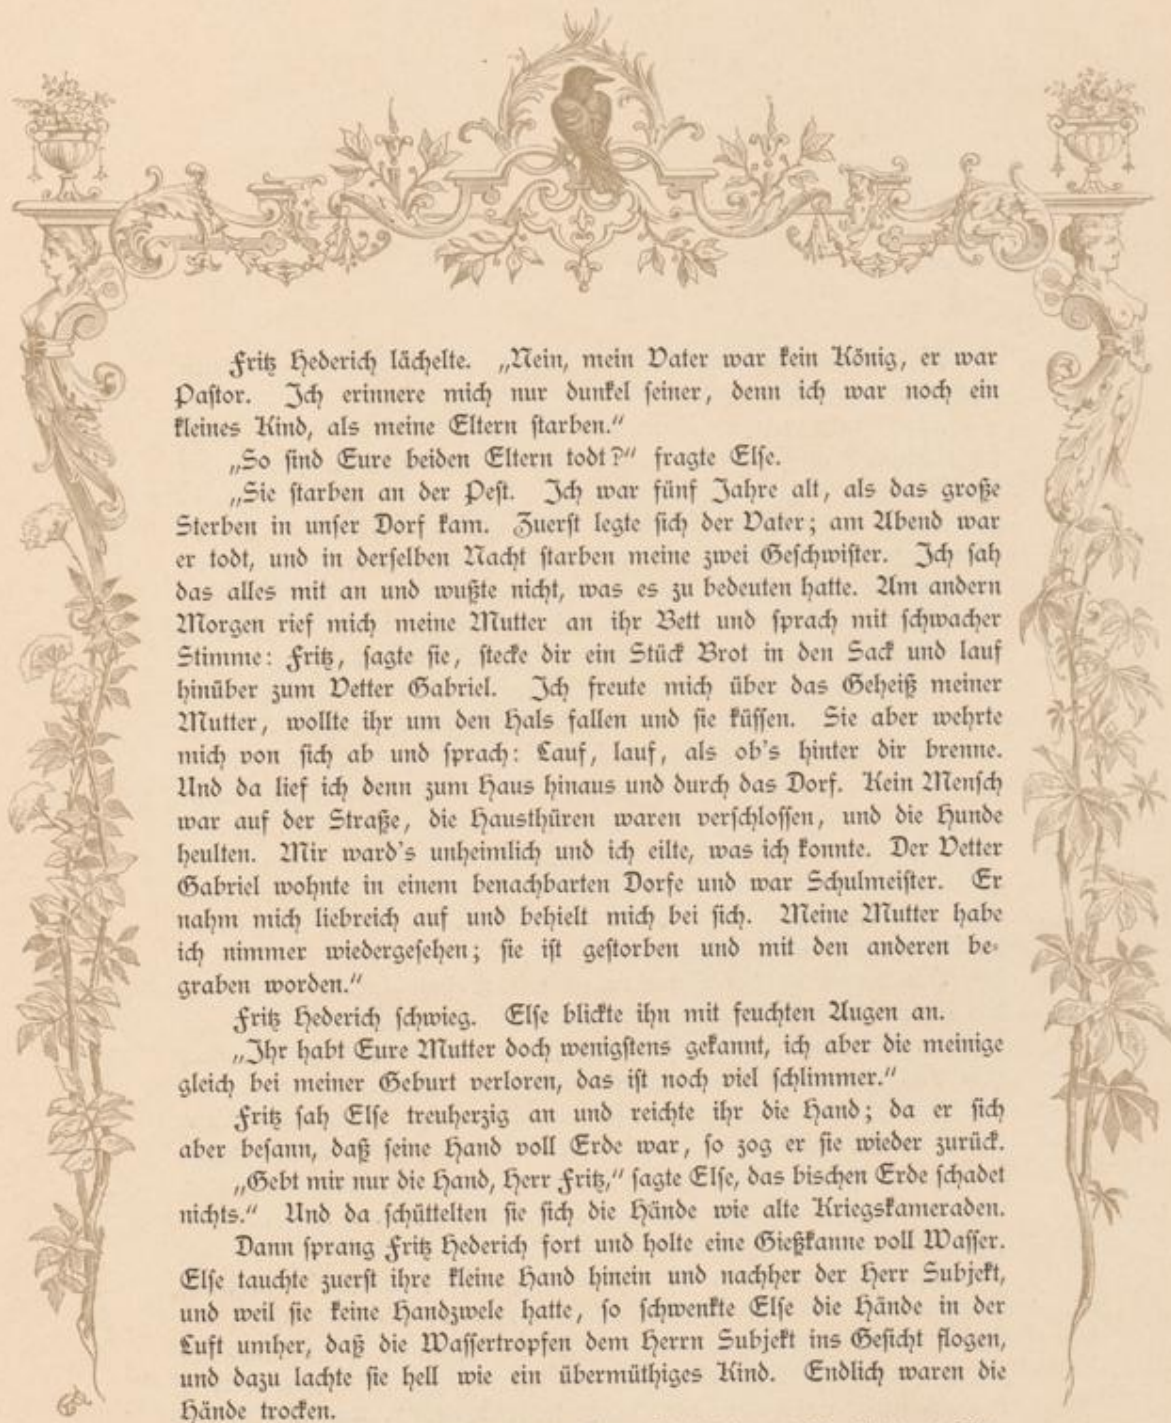 Fritz Hederich lächelte. „Nein, mein Vater war kein König, er war
Pastor. Ich erinnere mich nur dunkel seiner, denn ich war noch ein
kleines Kind, als meine Eltern starben.“
„So sind Eure beiden Eltern todt?“ fragte Else.
„Sie starben an der Pest. Ich war fünf Jahre alt, als das große
Sterben in unser Dorf kam. Zuerst legte sich der Vater; am Abend war
er todt, und in derselben Nacht starben meine zwei Geschwister. Ich sah
das alles mit an und wußte nicht, was es zu bedeuten hatte. Am andern
Morgen rief mich meine Mutter an ihr Bett und sprach mit schwacher
Stimme: Fritz, sagte sie, stecke dir ein Stück Brot in den Sack und lauf
hinüber zum Vetter Gabriel. Ich freute mich über das Geheiß meiner
Mutter, wollte ihr um den Hals fallen und sie küssen. Sie aber wehrte
mich von sich ab und sprach: Lauf, lauf, als ob's hinter dir brenne.
Und da lief ich denn zum Haus hinaus und durch das Dorf. Kein Mensch
war auf der Straße, die Hausthüren waren verschlossen, und die Hunde
heulten. Mir ward's unheimlich und ich eilte, was ich konnte. Der Vetter
Gabriel wohnte in einem benachbarten Dorfe und war Schulmeister. Er
nahm mich liebreich auf und behielt mich bei sich. Meine Mutter habe
ich nimmer wiedergesehen; sie ist gestorben und mit den anderen be-
graben worden.“
Fritz Hederich schwieg. Else blickte ihn mit feuchten Augen an.
„Ihr habt Eure Mutter doch wenigstens gekannt, ich aber die meinige
gleich bei meiner Geburt verloren, das ist noch viel schlimmer.“
Fritz sah Else treuherzig an und reichte ihr die Hand; da er sich
aber besann, daß seine Hand voll Erde war, so zog er sie wieder zurück.
„Gebt mir nur die Hand, Herr Fritz,“ sagte Else, das bischen Erde schadet
nichts.“ Und da schüttelten sie sich die Hände wie alte Kriegskameraden.
Dann sprang Fritz Hederich fort und holte eine Gießkanne voll Wasser.
Else tauchte zuerst ihre kleine Hand hinein und nachher der Herr Subjekt,
und weil sie keine Handzwele hatte, so schwenkte Else die Hände in der
Luft umher, daß die Wassertropfen dem Herrn Subjekt ins Gesicht flogen,
und dazu lachte sie hell wie ein übermüthiges Kind. Endlich waren die
Hände trocken.